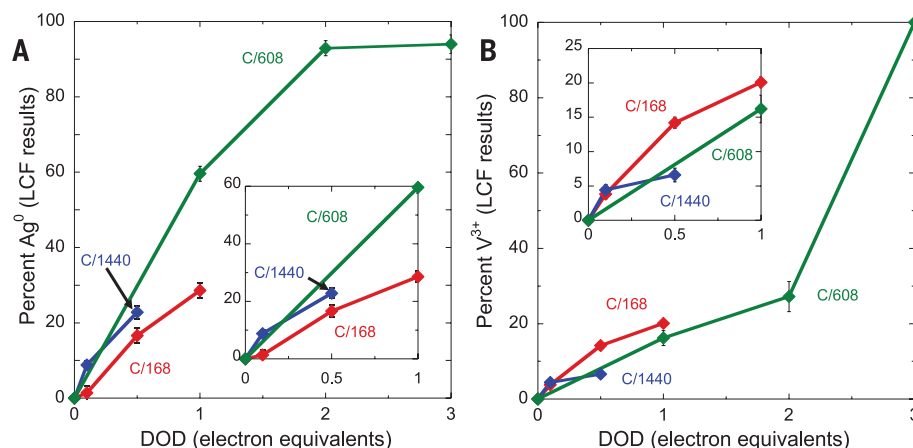 A
Percent Ag⁰ (LCF results)
100
80
60
40
20
0
0
1
2
3
DOD (electron equivalents)
C/608
C/1440
C/168
60
40
20
0
0
0.5
1
C/608
C/1440
C/168
B
Percent V³⁺ (LCF results)
100
80
60
40
20
0
0
1
2
3
DOD (electron equivalents)
25
20
15
10
5
0
0
0.5
1
C/168
C/608
C/1440
C/168
C/608
C/1440